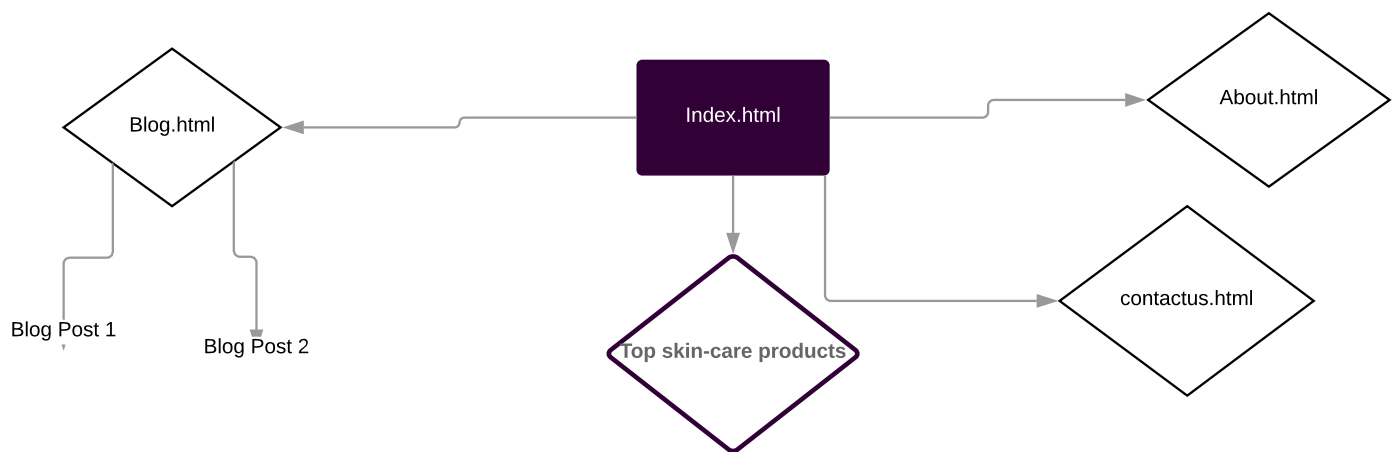 Blog.html
Index.html
About.html
contactus.html
Blog Post 1
Blog Post 2
Top skin-care products